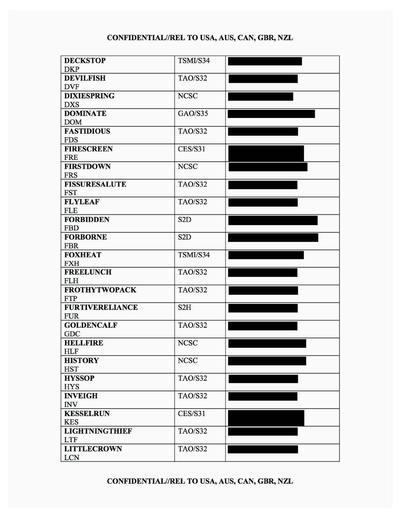 CONFIDENTIAL//REL TO USA, AUS, CAN, GBR, NZL
DECKSTOP TSMI/S34
DKP
DEVILFISH TAO/S32
DVF
DIXIESPRING NCSC
DXS
DOMINATE GAO/S35
DOM
FASTIDIOUS TAO/S32
FDS
FIRESCREEN CES/S31
FRE
FIRSTDOWN NCSC
FRS
FISSURESALUTE TAO/S32
FST
FLYLEAF TAO/S32
FLE
FORBIDDEN S2D
FBD
FORBORNE S2D
FBR
FOXHEAT TSMI/S34
FXH
FREELUNCH TAO/S32
FLH
FROTHYTWOPACK TAO/S32
FTP
FURTIVERELIANCE S2H
FUR
GOLDENCALF TAO/S32
GDC
HELLFIRE NCSC
HLF
HISTORY NCSC
HST
HYSSOP TAO/S32
HYS
INVEIGH TAO/S32
INV
KESSELRUN CES/S31
KES
LIGHTNINGTHIEF TAO/S32
LTF
LITTLECROWN TAO/S32
LCN
CONFIDENTIAL//REL TO USA, AUS, CAN, GBR, NZL